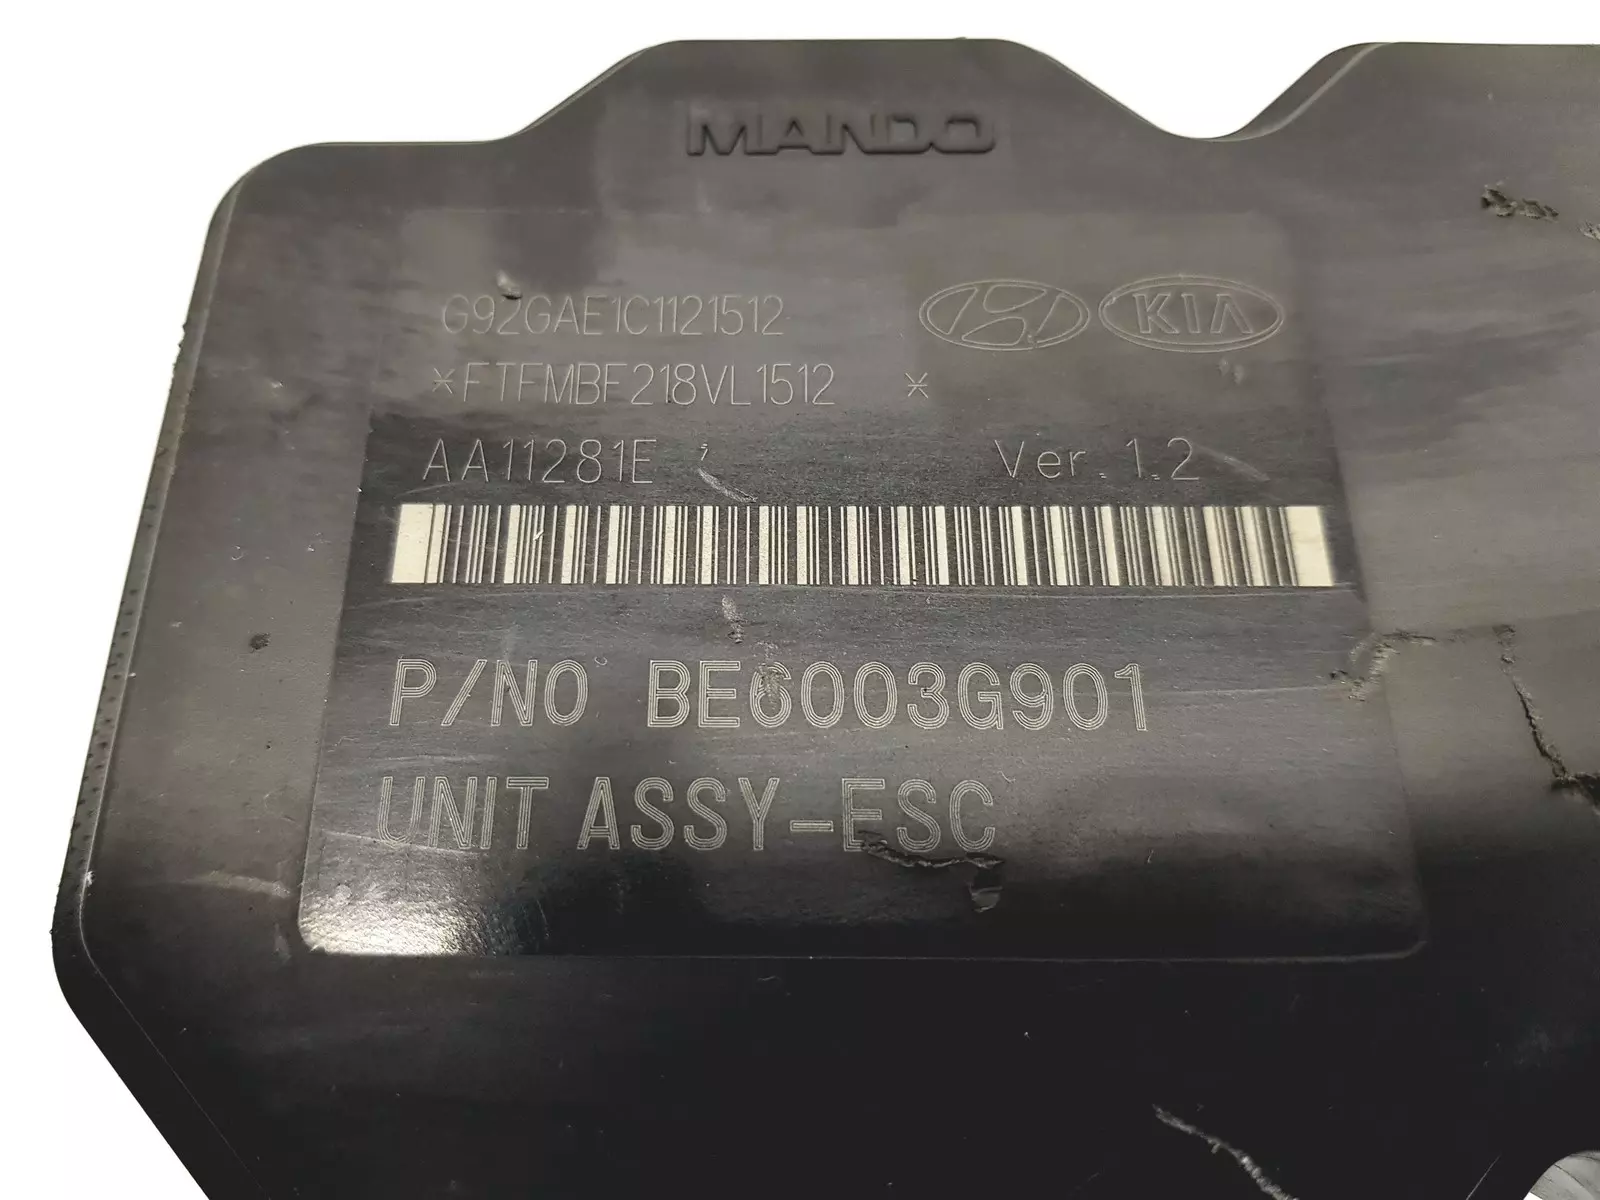 MANDO
G92GAE1C1121512
KIA
*FTFMBF218VL1512 *
AA11281E Ver. 1.2
P/NO BE6003G901
UNIT ASSY-ESC